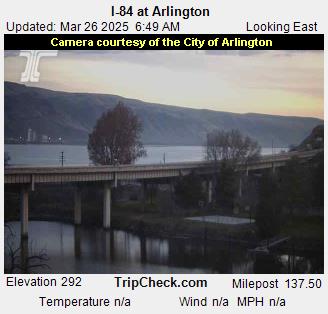 I-84 at Arlington
Updated: Mar 26 2025 6:49 AM Looking East
Camera courtesy of the City of Arlington
Elevation 292 TripCheck.com Milepost 137.50
Temperature n/a Wind n/a MPH n/a